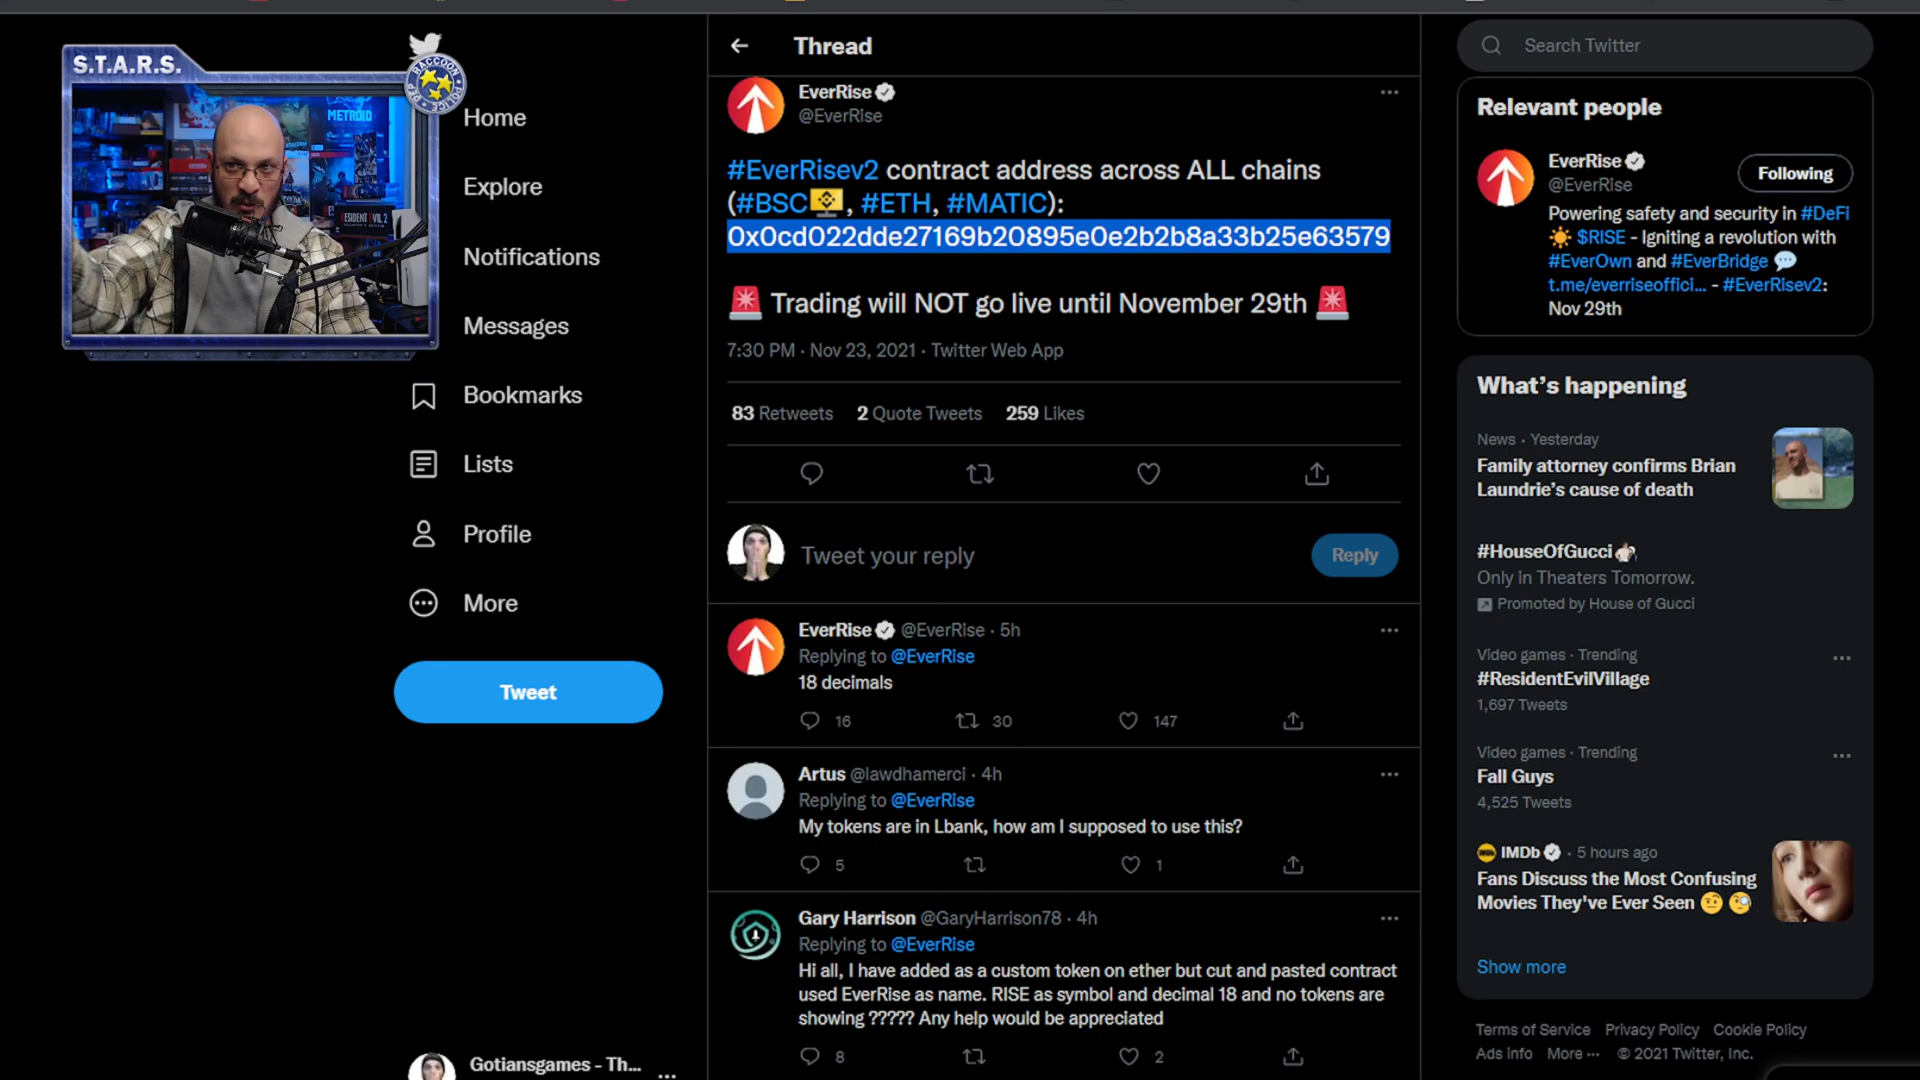 S.T.A.R.S.
RACCOON
POLICE
DEP
METROID
RESIDENT EVIL 2
Home
Explore
Notifications
Messages
Bookmarks
Lists
Profile
More
Tweet
Gotiansgames - Th...
Thread
EverRise
@EverRise
#EverRisev2 contract address across ALL chains
(#BSC, #ETH, #MATIC):
0x0cd022dde27169b20895e0e2b2b8a33b25e63579
🚨 Trading will NOT go live until November 29th 🚨
7:30 PM · Nov 23, 2021 · Twitter Web App
83 Retweets 2 Quote Tweets 259 Likes
Tweet your reply
Reply
EverRise @EverRise · 5h
Replying to @EverRise
18 decimals
16 30 147
Artus @lawdhamerci · 4h
Replying to @EverRise
My tokens are in Lbank, how am I supposed to use this?
5 1
Gary Harrison @GaryHarrison78 · 4h
Replying to @EverRise
Hi all, I have added as a custom token on ether but cut and pasted contract
used EverRise as name. RISE as symbol and decimal 18 and no tokens are
showing ????? Any help would be appreciated
8 2
Search Twitter
Relevant people
EverRise
@EverRise
Following
Powering safety and security in #DeFi
☀️ $RISE - Igniting a revolution with
#EverOwn and #EverBridge 💬
t.me/everriseoffici... - #EverRisev2:
Nov 29th
What's happening
News · Yesterday
Family attorney confirms Brian
Laundrie's cause of death
#HouseOfGucci
Only in Theaters Tomorrow.
Promoted by House of Gucci
Video games · Trending
#ResidentEvilVillage
1,697 Tweets
Video games · Trending
Fall Guys
4,525 Tweets
IMDb · 5 hours ago
Fans Discuss the Most Confusing
Movies They've Ever Seen 🤨 🧐
Show more
Terms of Service Privacy Policy Cookie Policy
Ads info More ··· © 2021 Twitter, Inc.